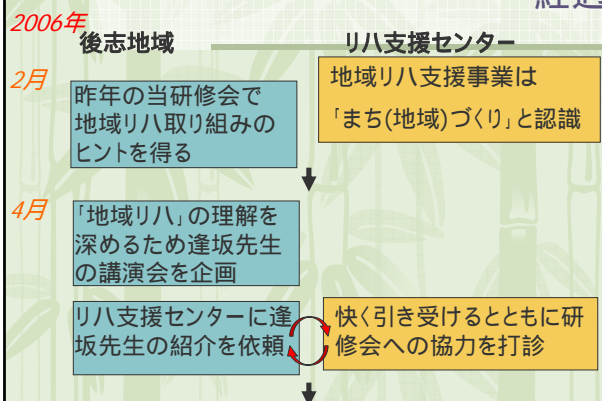 経過
2006年
後志地域
リハ支援センター
2月
昨年の当研修会で
地域リハ取り組みの
ヒントを得る
地域リハ支援事業は
「まち(地域)づくり」と認識
4月
「地域リハ」の理解を
深めるため逢坂先生
の講演会を企画
リハ支援センターに逢
坂先生の紹介を依頼
快く引き受けるとともに研
修会への協力を打診